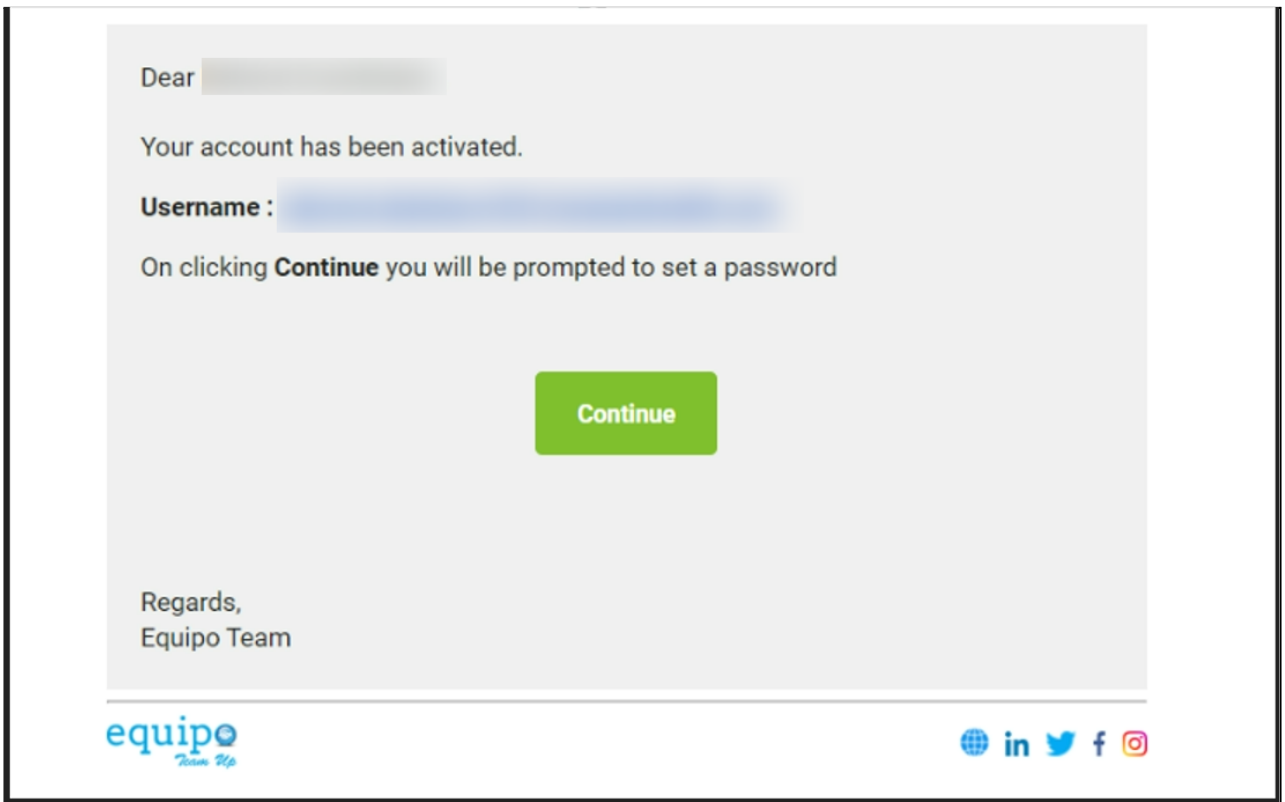 Dear
Your account has been activated.
Username :
On clicking Continue you will be prompted to set a password
Continue
Regards,
Equipo Team
equipo
Team Up
in
f